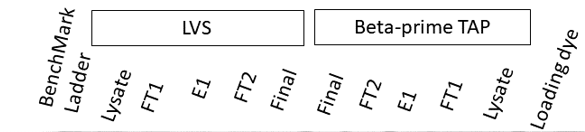 LVS
Beta-prime TAP
BenchMark
Ladder
Lysate
FT1
E1
FT2
Final
Final
FT2
E1
FT1
Lysate
Loading dye